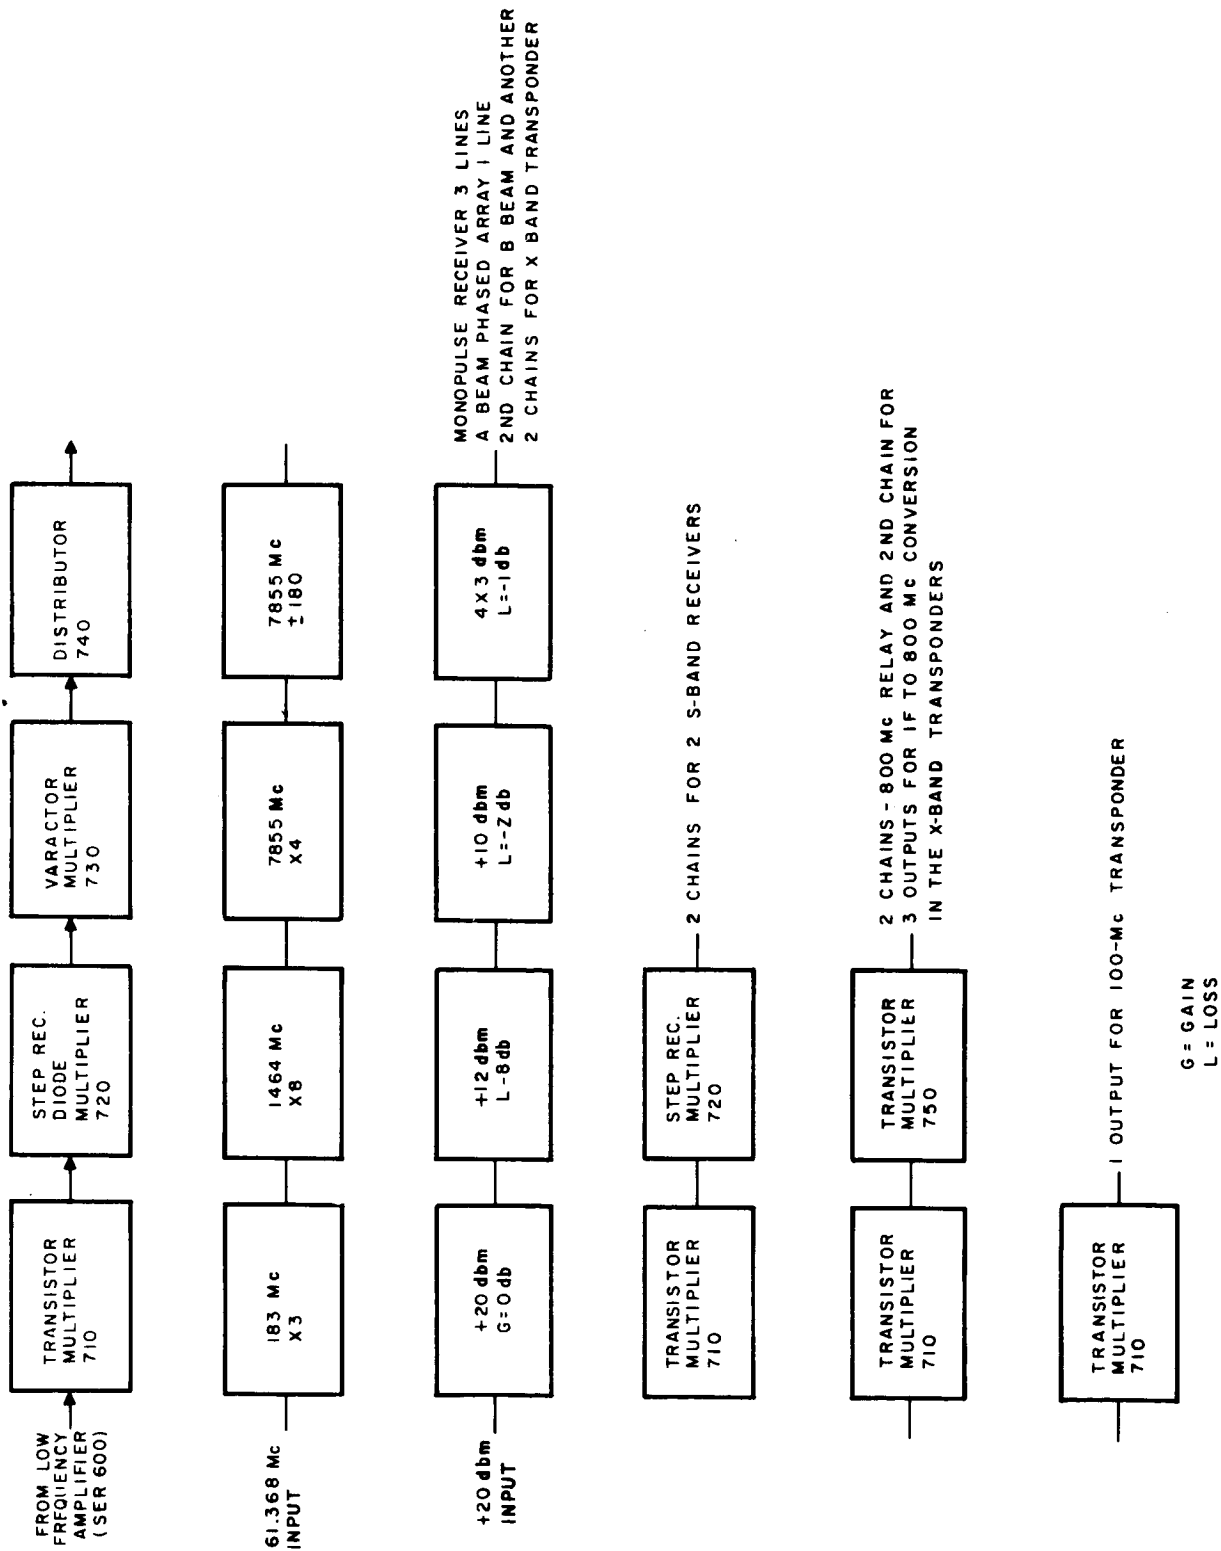 FROM LOW
FREQUENCY
AMPLIFIER
(SER 600)
TRANSISTOR
MULTIPLIER
710
STEP REC.
DIODE
MULTIPLIER
720
VARACTOR
MULTIPLIER
730
DISTRIBUTOR
740
61.368 Mc
INPUT
183 Mc
X3
1464 Mc
X8
7855 Mc
X4
7855 Mc
±180
+20 dbm
INPUT
+20 dbm
G=0 db
+12 dbm
L-8db
+10 dbm
L=-Z db
4 X 3 dbm
L=-1 db
MONOPULSE RECEIVER 3 LINES
A BEAM PHASED ARRAY 1 LINE
2ND CHAIN FOR B BEAM AND ANOTHER
2 CHAINS FOR X BAND TRANSPONDER
TRANSISTOR
MULTIPLIER
710
STEP REC.
MULTIPLIER
720
2 CHAINS FOR 2 S-BAND RECEIVERS
TRANSISTOR
MULTIPLIER
710
TRANSISTOR
MULTIPLIER
750
2 CHAINS - 800 Mc RELAY AND 2ND CHAIN FOR
3 OUTPUTS FOR IF TO 800 Mc CONVERSION
IN THE X-BAND TRANSPONDERS
TRANSISTOR
MULTIPLIER
710
1 OUTPUT FOR 100-Mc TRANSPONDER
G = GAIN
L = LOSS